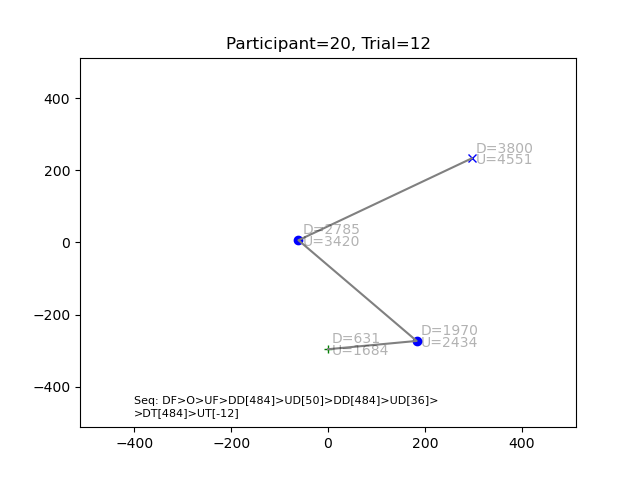 Participant=20, Trial=12
400
200
0
−200
−400
D=3800
U=4551
D=2785
U=3420
D=1970
U=2434
D=631
U=1684
Seq: DF>O>UF>DD[484]>UD[50]>DD[484]>UD[36]>
>DT[484]>UT[-12]
−400 −200 0 200 400